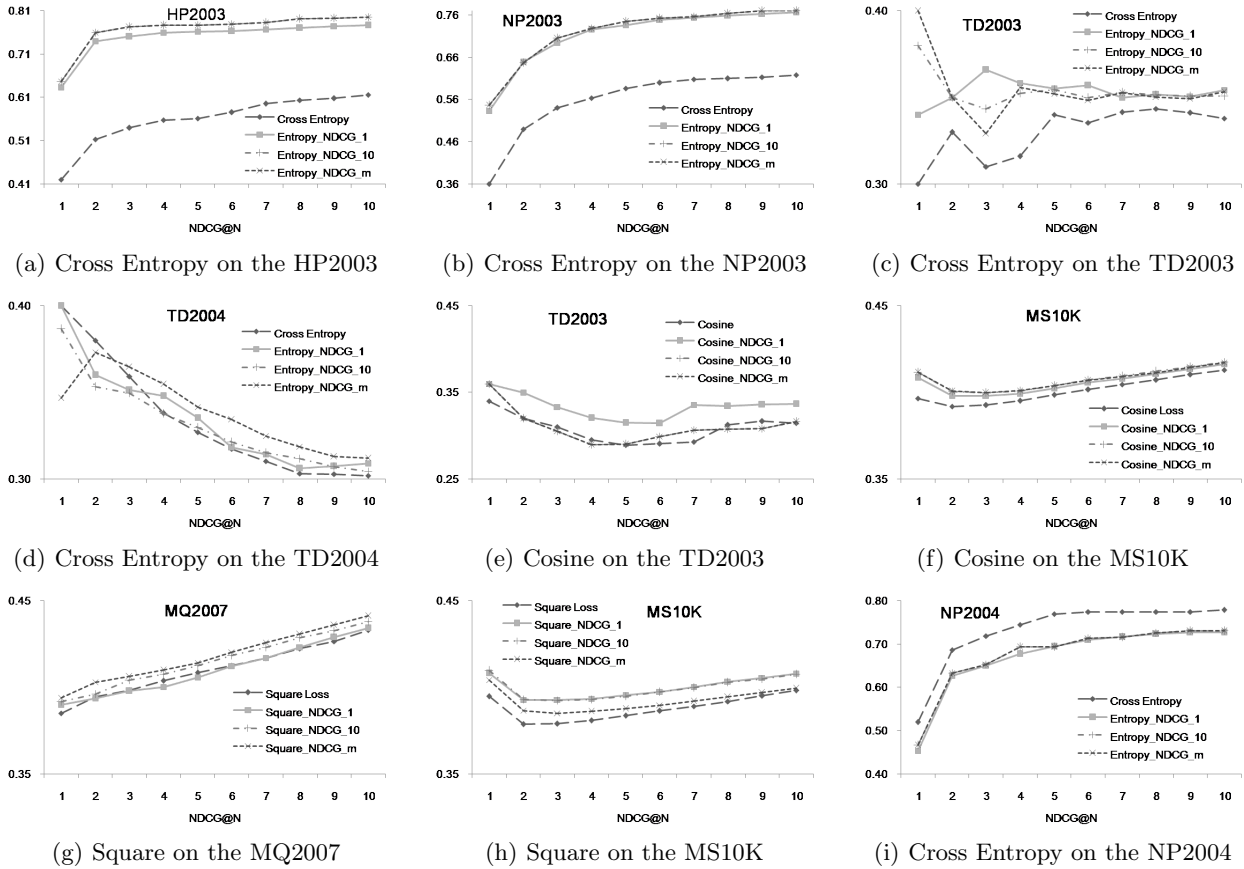 HP2003
0.81
0.71
0.61
0.51
0.41
Cross Entropy
Entropy_NDCG_1
Entropy_NDCG_10
Entropy_NDCG_m
1 2 3 4 5 6 7 8 9 10
NDCG@N
(a) Cross Entropy on the HP2003
NP2003
0.76
0.66
0.56
0.46
0.36
Cross Entropy
Entropy_NDCG_1
Entropy_NDCG_10
Entropy_NDCG_m
1 2 3 4 5 6 7 8 9 10
NDCG@N
(b) Cross Entropy on the NP2003
TD2003
0.40
0.30
Cross Entropy
Entropy_NDCG_1
Entropy_NDCG_10
Entropy_NDCG_m
1 2 3 4 5 6 7 8 9 10
NDCG@N
(c) Cross Entropy on the TD2003
TD2004
0.40
0.30
Cross Entropy
Entropy_NDCG_1
Entropy_NDCG_10
Entropy_NDCG_m
1 2 3 4 5 6 7 8 9 10
NDCG@N
(d) Cross Entropy on the TD2004
TD2003
0.45
0.35
0.25
Cosine
Cosine_NDCG_1
Cosine_NDCG_10
Cosine_NDCG_m
1 2 3 4 5 6 7 8 9 10
NDCG@N
(e) Cosine on the TD2003
MS10K
0.45
0.35
Cosine Loss
Cosine_NDCG_1
Cosine_NDCG_10
Cosine_NDCG_m
1 2 3 4 5 6 7 8 9 10
NDCG@N
(f) Cosine on the MS10K
MQ2007
0.45
0.35
Square Loss
Square_NDCG_1
Square_NDCG_10
Square_NDCG_m
1 2 3 4 5 6 7 8 9 10
NDCG@N
(g) Square on the MQ2007
MS10K
0.45
0.35
Square Loss
Square_NDCG_1
Square_NDCG_10
Square_NDCG_m
1 2 3 4 5 6 7 8 9 10
NDCG@N
(h) Square on the MS10K
NP2004
0.80
0.70
0.60
0.50
0.40
Cross Entropy
Entropy_NDCG_1
Entropy_NDCG_10
Entropy_NDCG_m
1 2 3 4 5 6 7 8 9 10
NDCG@N
(i) Cross Entropy on the NP2004